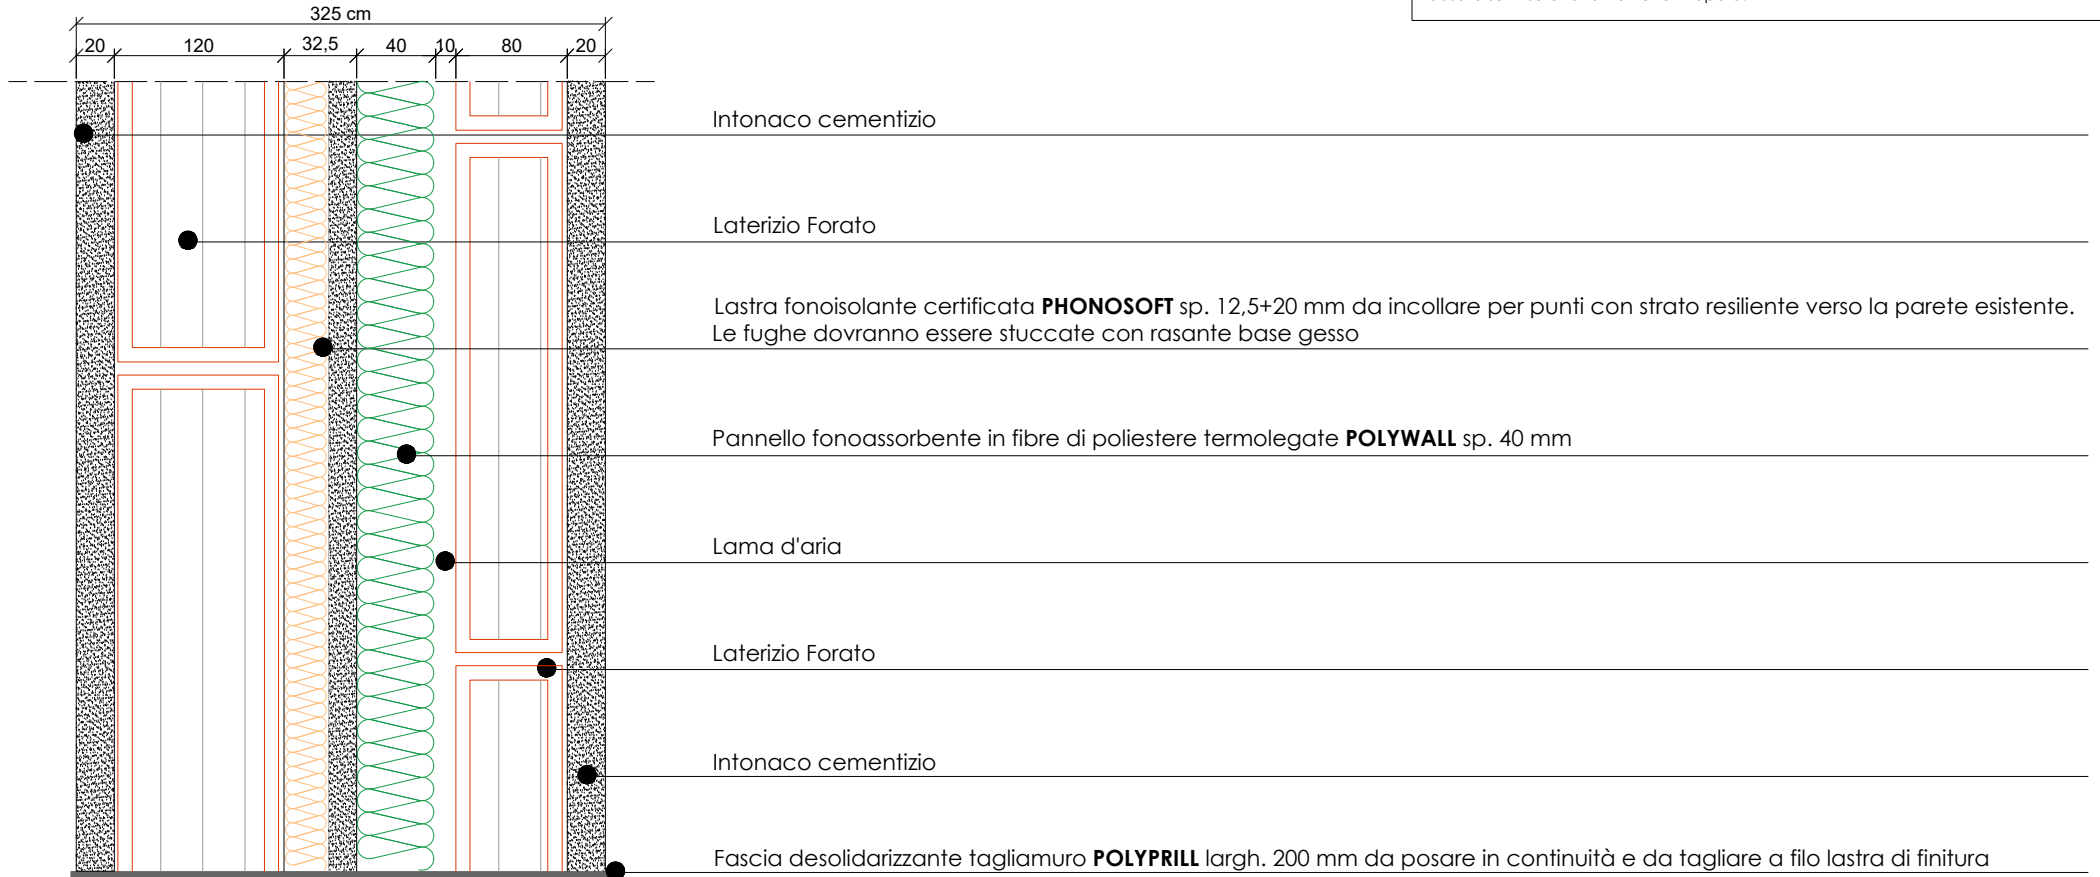 325 cm
20 120 32,5 40 10 80 20
Intonaco cementizio
Laterizio Forato
Lastra fonoisolante certificata PHONOSOFT sp. 12,5+20 mm da incollare per punti con strato resiliente verso la parete esistente.
Le fughe dovranno essere stuccate con rasante base gesso
Pannello fonoassorbente in fibre di poliestere termolegate POLYWALL sp. 40 mm
Lama d'aria
Laterizio Forato
Intonaco cementizio
Fascia desolidarizzante tagliamuro POLYPRILL largh. 200 mm da posare in continuità e da tagliare a filo lastra di finitura